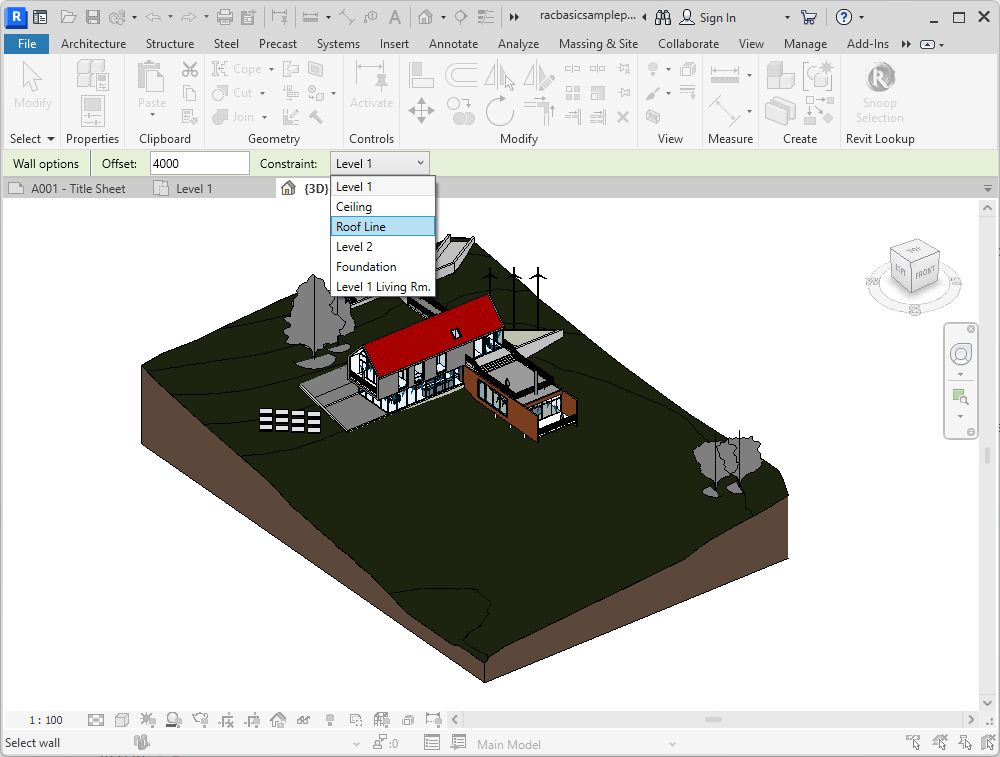 R racbasicsamplep... Sign In
File Architecture Structure Steel Precast Systems Insert Annotate Analyze Massing & Site Collaborate View Manage Add-Ins
Modify Paste Cope Cut Join Activate Snoop Selection
Select Properties Clipboard Geometry Controls Modify View Measure Create Revit Lookup
Wall options Offset: 4000 Constraint: Level 1
A001 - Title Sheet Level 1 {3D}
Level 1
Ceiling
Roof Line
Level 2
Foundation
Level 1 Living Rm.
TOP
LEFT FRONT
W S
1 : 100
Select wall :0 Main Model